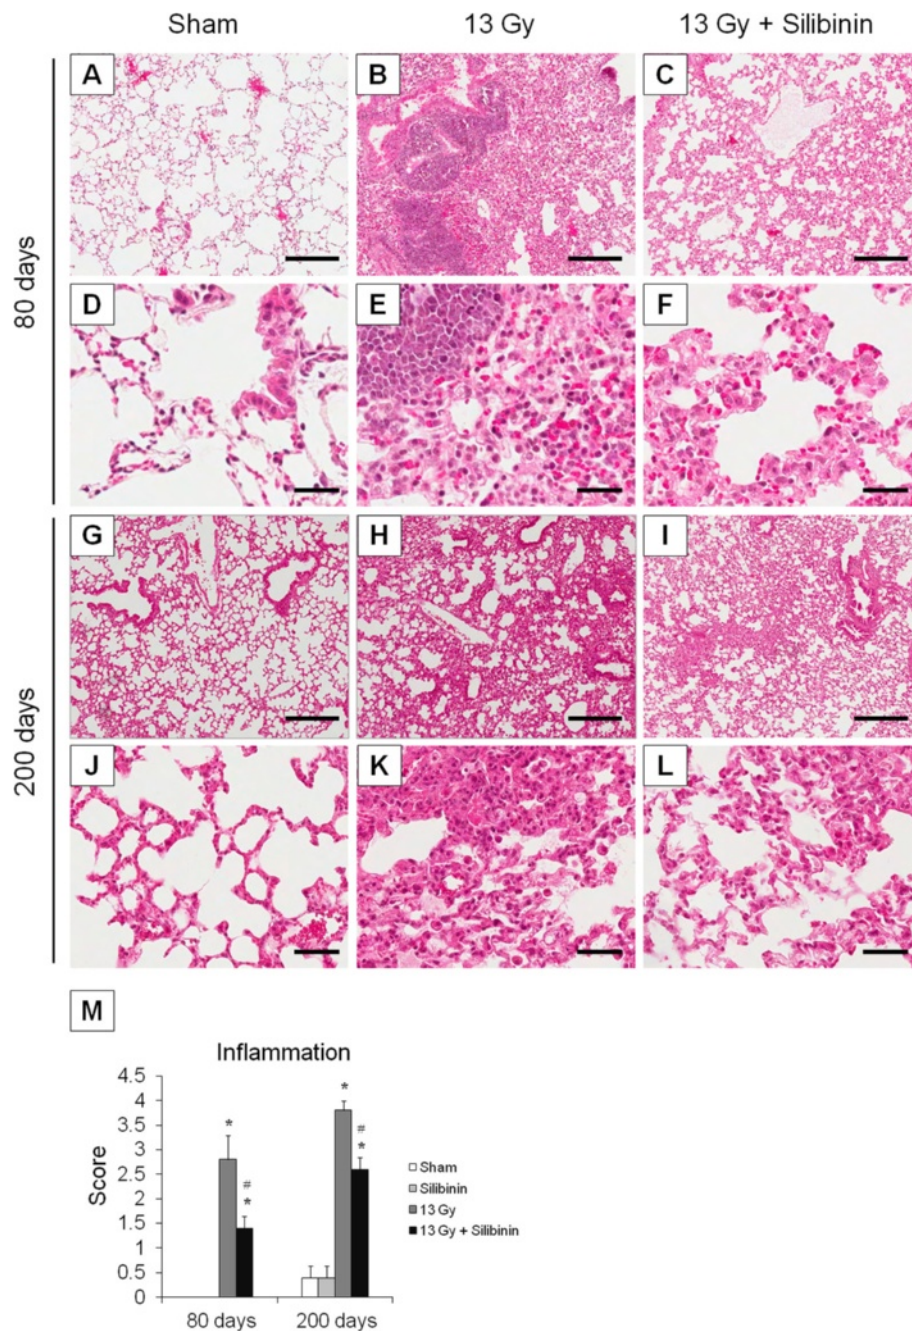 Sham 13 Gy 13 Gy + Silibinin
80 days
A B C
D E F
200 days
G H I
J K L
M
Inflammation
Score
4.5
4
3.5
3
2.5
2
1.5
1
0.5
0
* # * * # *
80 days 200 days
Sham
Silibinin
13 Gy
13 Gy + Silibinin